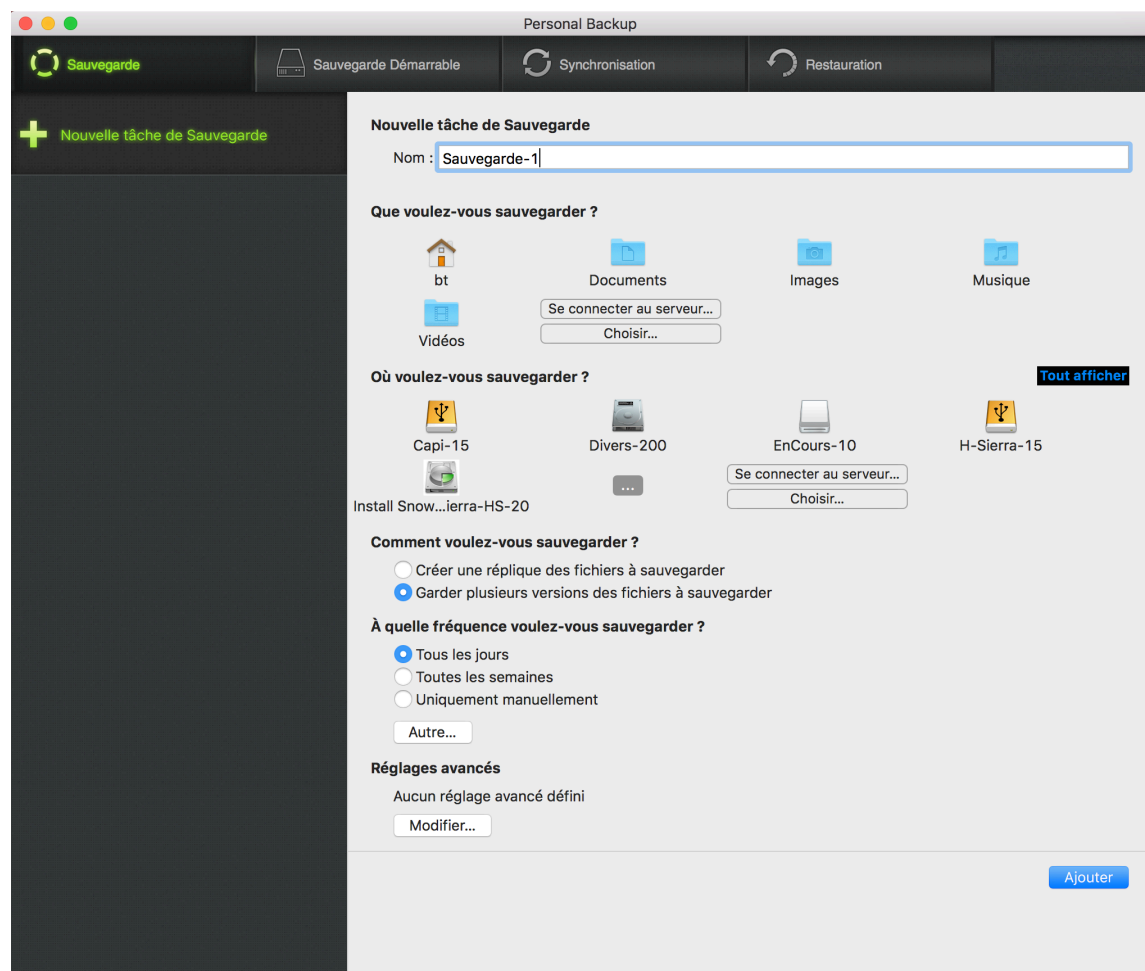 Personal Backup
Sauvegarde
Sauvegarde Démarrable
Synchronisation
Restauration
Nouvelle tâche de Sauvegarde
Nouvelle tâche de Sauvegarde
Nom : Sauvegarde-1
Que voulez-vous sauvegarder ?
bt
Documents
Images
Musique
Vidéos
Se connecter au serveur...
Choisir...
Où voulez-vous sauvegarder ?
Tout afficher
Capi-15
Divers-200
EnCours-10
H-Sierra-15
Install Snow...ierra-HS-20
...
Se connecter au serveur...
Choisir...
Comment voulez-vous sauvegarder ?
Créer une réplique des fichiers à sauvegarder
Garder plusieurs versions des fichiers à sauvegarder
À quelle fréquence voulez-vous sauvegarder ?
Tous les jours
Toutes les semaines
Uniquement manuellement
Autre...
Réglages avancés
Aucun réglage avancé défini
Modifier...
Ajouter